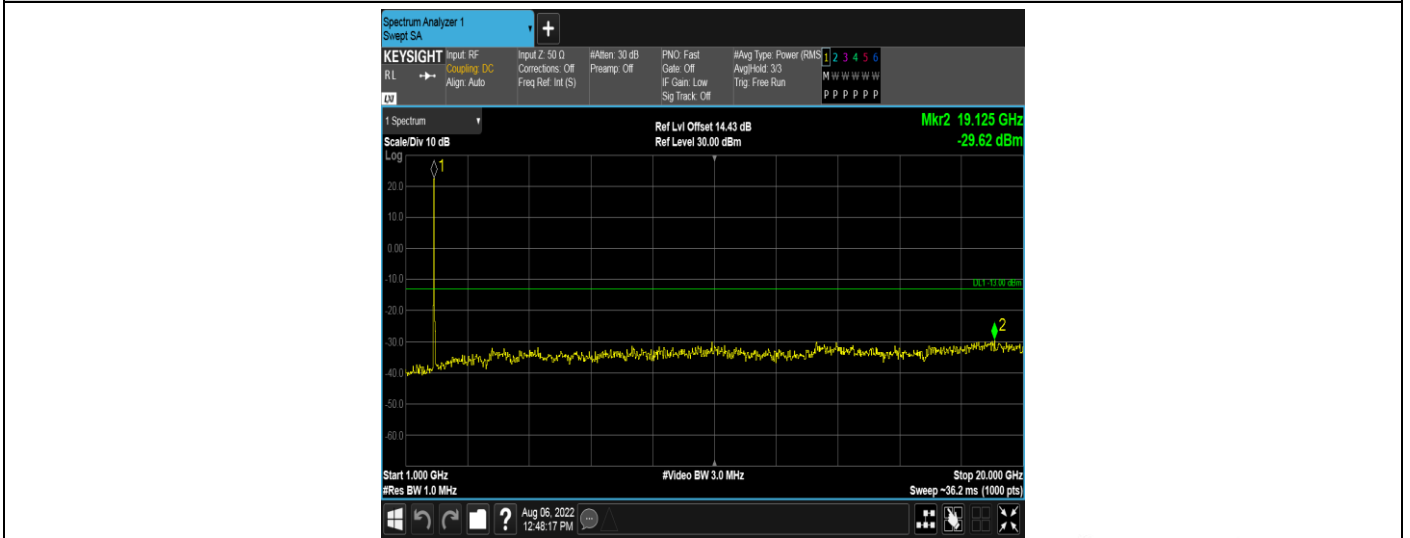 Spectrum Analyzer 1
Swept SA
+
KEYSIGHT
RL
LXI
Input: RF
Coupling: DC
Align: Auto
Input Z: 50 Ω
Corrections: Off
Freq Ref: Int (S)
#Atten: 30 dB
Preamp: Off
PNO: Fast
Gate: Off
IF Gain: Low
Sig Track: Off
#Avg Type: Power (RMS
Avg|Hold: 3/3
Trig: Free Run
1 2 3 4 5 6
M W W W W W
P P P P P P
1 Spectrum
Scale/Div 10 dB
Log
Ref Lvl Offset 14.43 dB
Ref Level 30.00 dBm
Mkr2 19.125 GHz
-29.62 dBm
1
20.0
10.0
0.00
-10.0
DL1 -13.00 dBm
-20.0
2
-30.0
-40.0
-50.0
-60.0
Start 1.000 GHz
#Video BW 3.0 MHz
Stop 20.000 GHz
#Res BW 1.0 MHz
Sweep ~36.2 ms (1000 pts)
?
Aug 06, 2022
12:48:17 PM